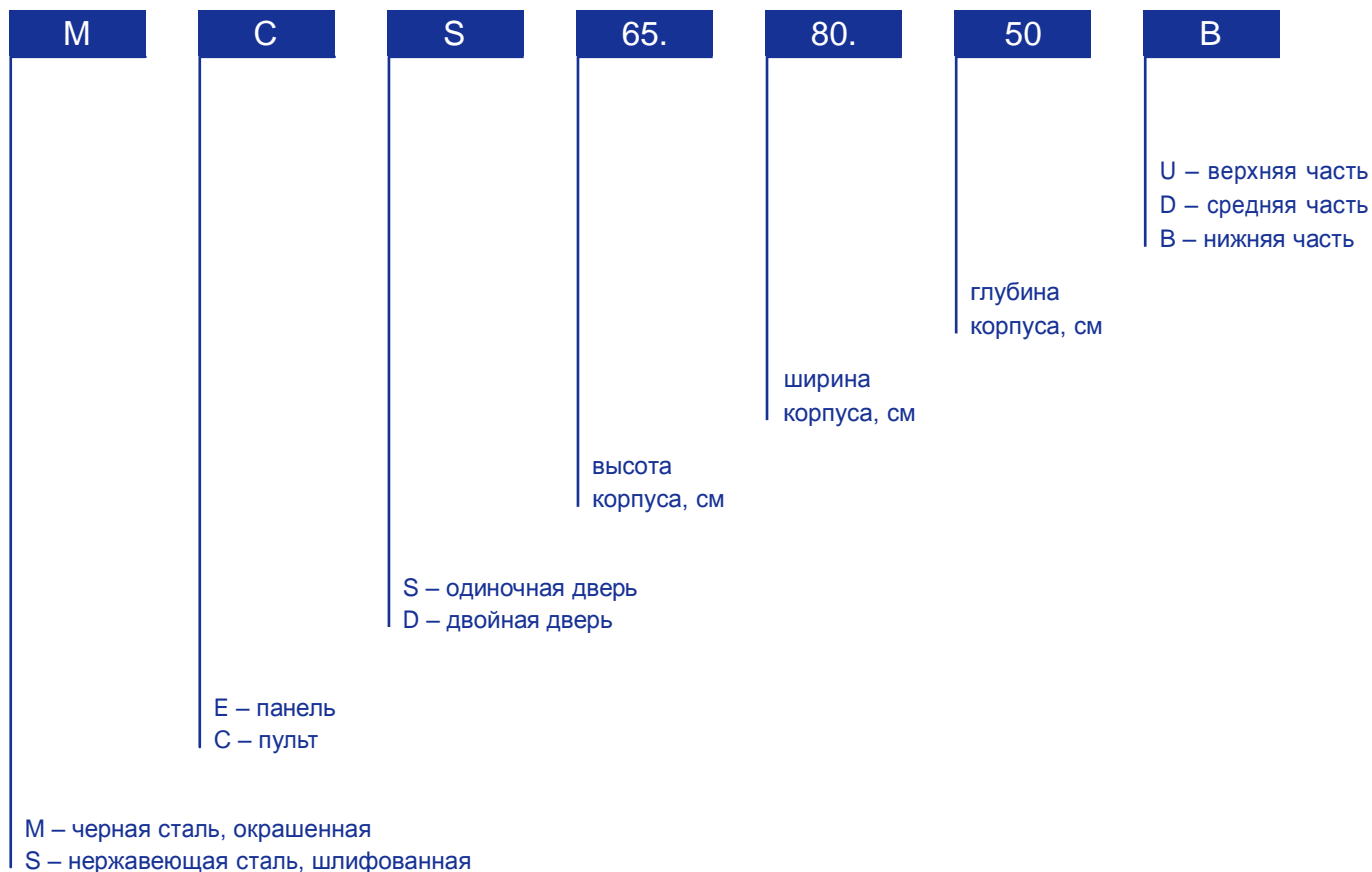 M C S 65. 80. 50 B
U – верхняя часть
D – средняя часть
B – нижняя часть
глубина
корпуса, см
ширина
корпуса, см
высота
корпуса, см
S – одиночная дверь
D – двойная дверь
E – панель
C – пульт
M – черная сталь, окрашенная
S – нержавеющая сталь, шлифованная